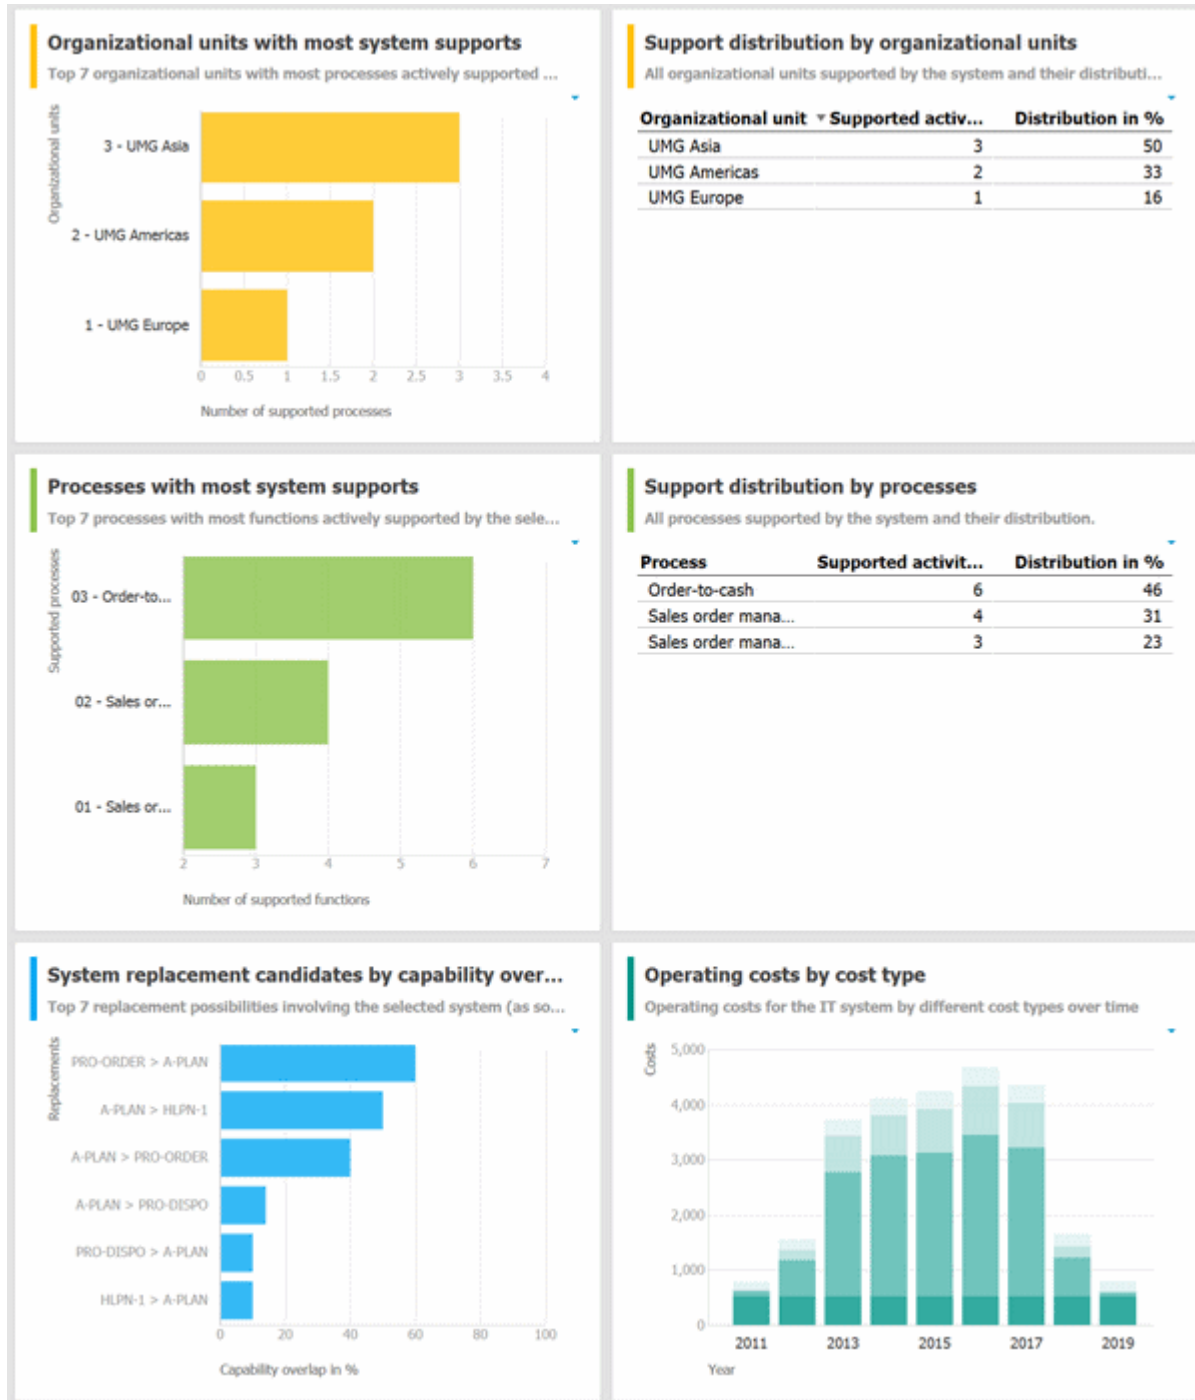 Organizational units with most system supports
Top 7 organizational units with most processes actively supported ...
Organizational units
3 - UMG Asia
2 - UMG Americas
1 - UMG Europe
0 0.5 1 1.5 2 2.5 3 3.5 4
Number of supported processes
Support distribution by organizational units
All organizational units supported by the system and their distributi...
Organizational unit Supported activ... Distribution in %
UMG Asia 3 50
UMG Americas 2 33
UMG Europe 1 16
Processes with most system supports
Top 7 processes with most functions actively supported by the sele...
Supported processes
03 - Order-to...
02 - Sales or...
01 - Sales or...
2 3 4 5 6 7
Number of supported functions
Support distribution by processes
All processes supported by the system and their distribution.
Process Supported activit... Distribution in %
Order-to-cash 6 46
Sales order mana... 4 31
Sales order mana... 3 23
System replacement candidates by capability over...
Top 7 replacement possibilities involving the selected system (as so...
Replacements
PRO-ORDER > A-PLAN
A-PLAN > HLPN-1
A-PLAN > PRO-ORDER
A-PLAN > PRO-DISPO
PRO-DISPO > A-PLAN
HLPN-1 > A-PLAN
0 20 40 60 80 100
Capability overlap in %
Operating costs by cost type
Operating costs for the IT system by different cost types over time
Costs
5,000
4,000
3,000
2,000
1,000
0
2011 2013 2015 2017 2019
Year